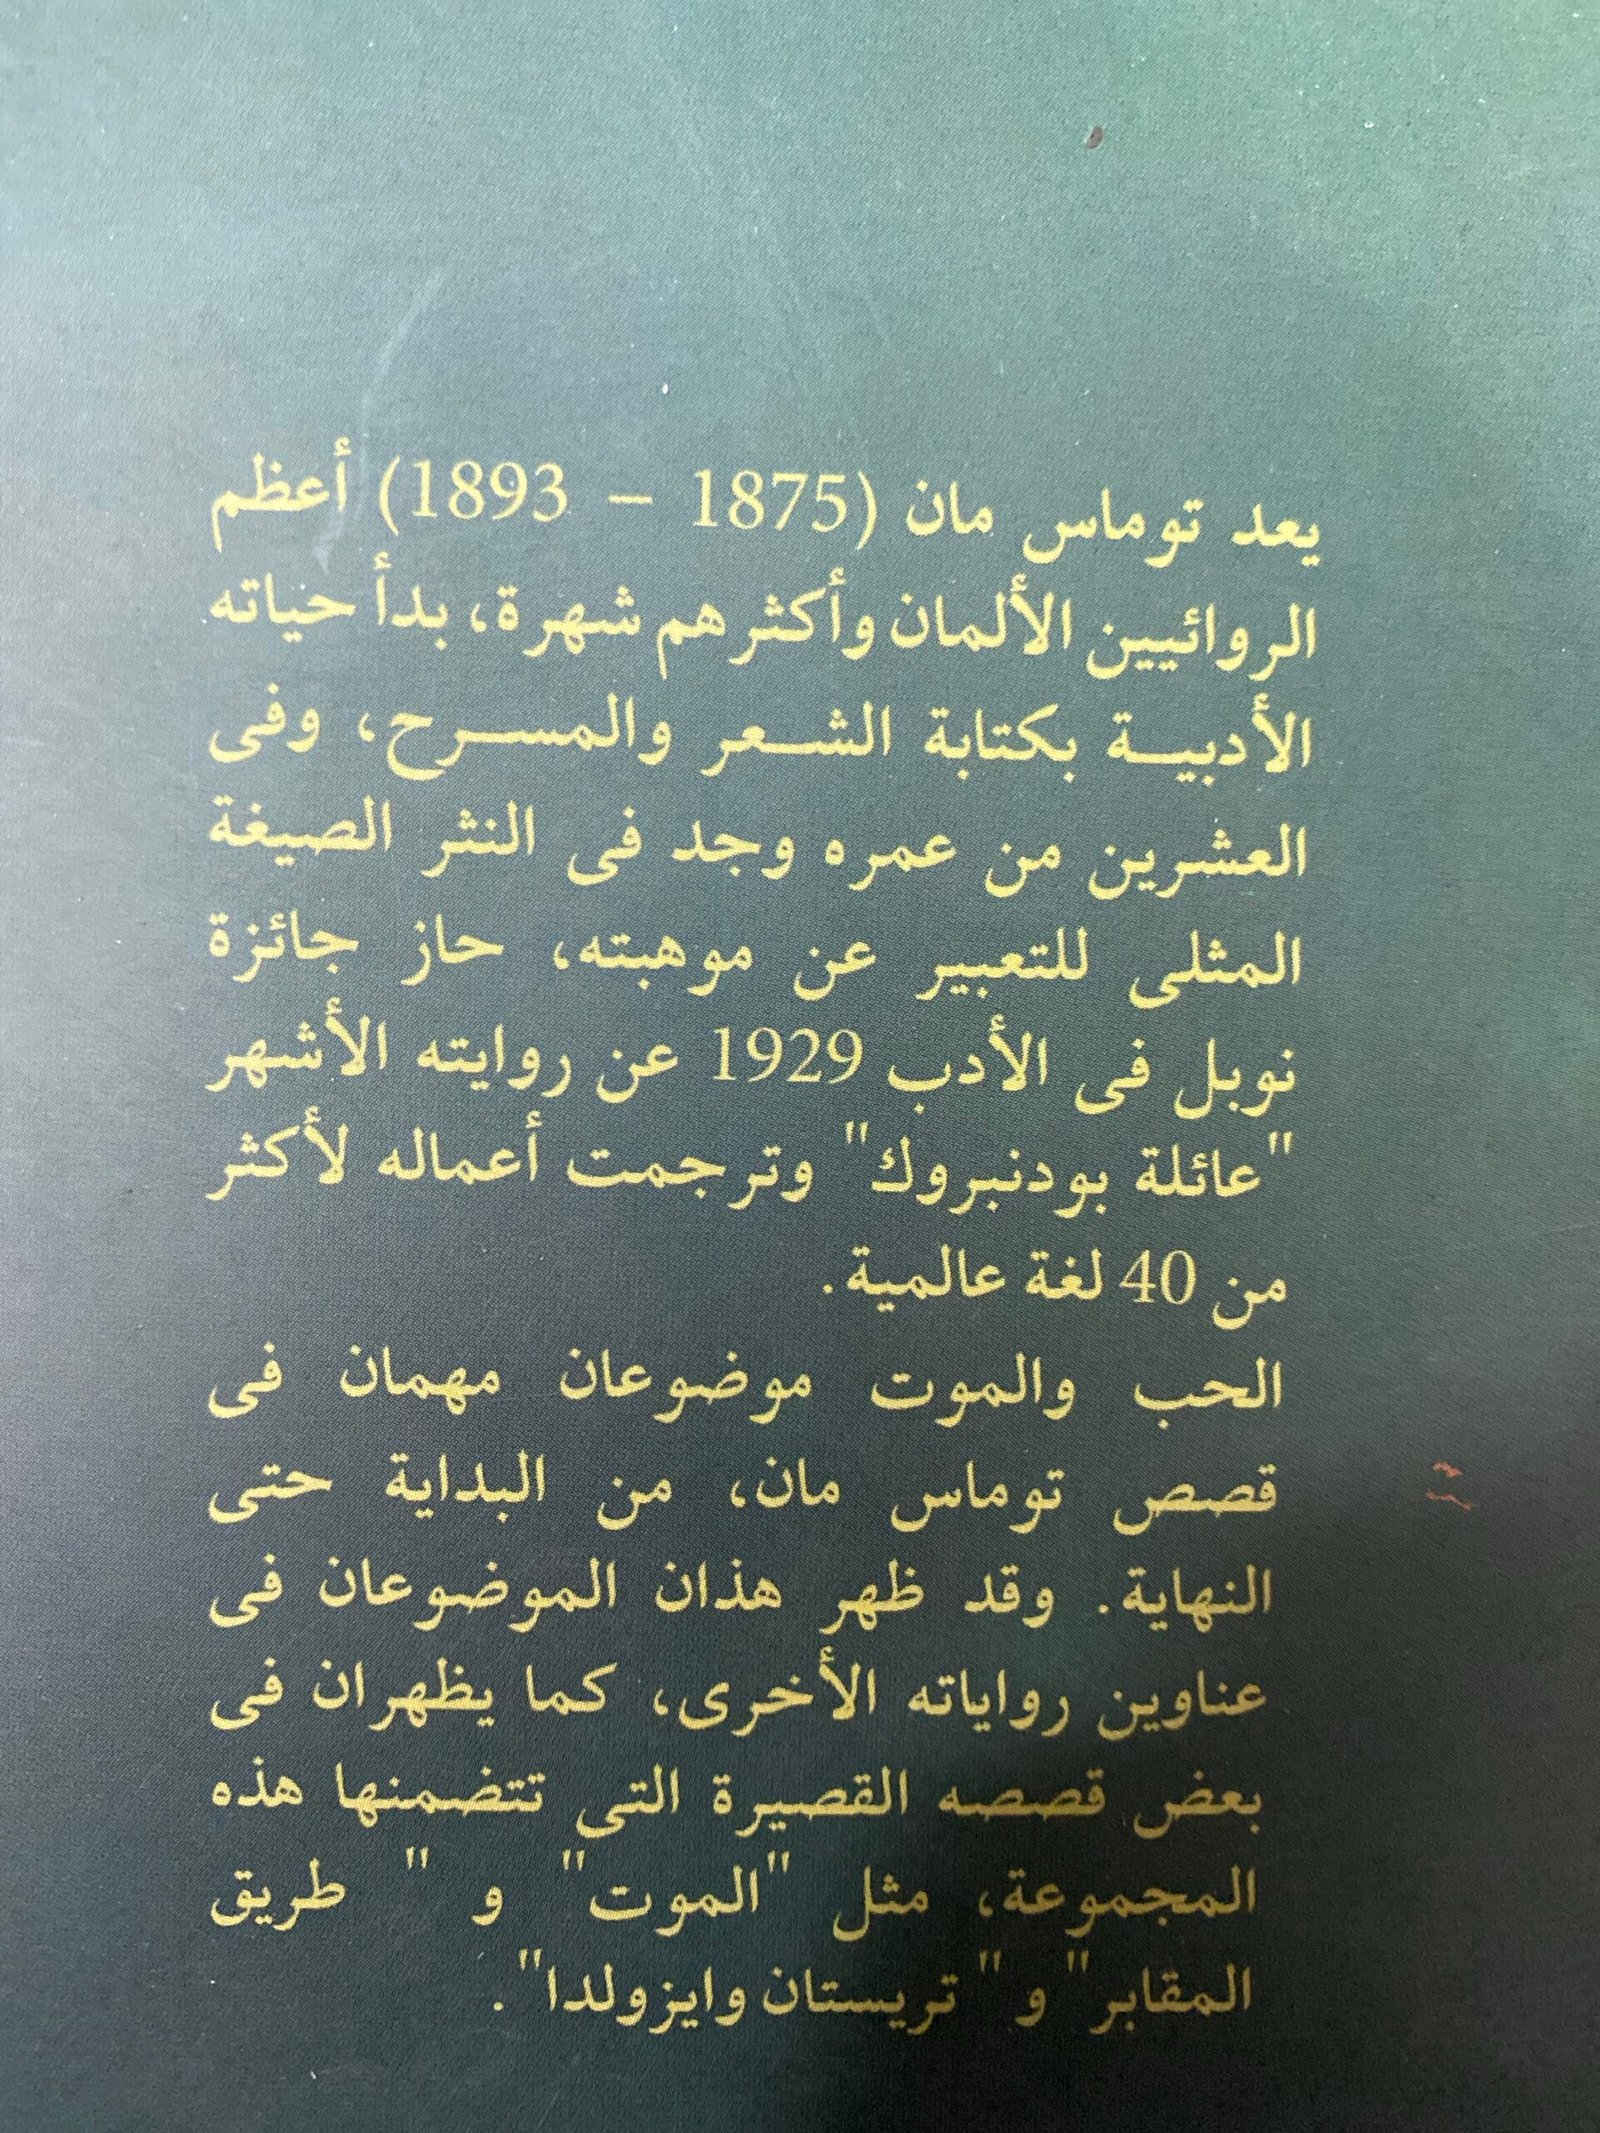 يعد توماس مان (1875 – 1893) أعظم
الروائيين الألمان وأكثرهم شهرة، بدأ حياته
الأدبية بكتابة الشعر والمسرح، وفى
العشرين من عمره وجد فى النثر الصيغة
المثلى للتعبير عن موهبته، حاز جائزة
نوبل فى الأدب 1929 عن روايته الأشهر
"عائلة بودنبروك" وترجمت أعماله لأكثر
من 40 لغة عالمية.
الحب والموت موضوعان مهمان فى
قصص توماس مان، من البداية حتى
النهاية. وقد ظهر هذان الموضوعان فى
عناوين رواياته الأخرى، كما يظهران فى
بعض قصصه القصيرة التى تتضمنها هذه
المجموعة، مثل "الموت" و " طريق
المقابر" و" تريستان وايزولدا".